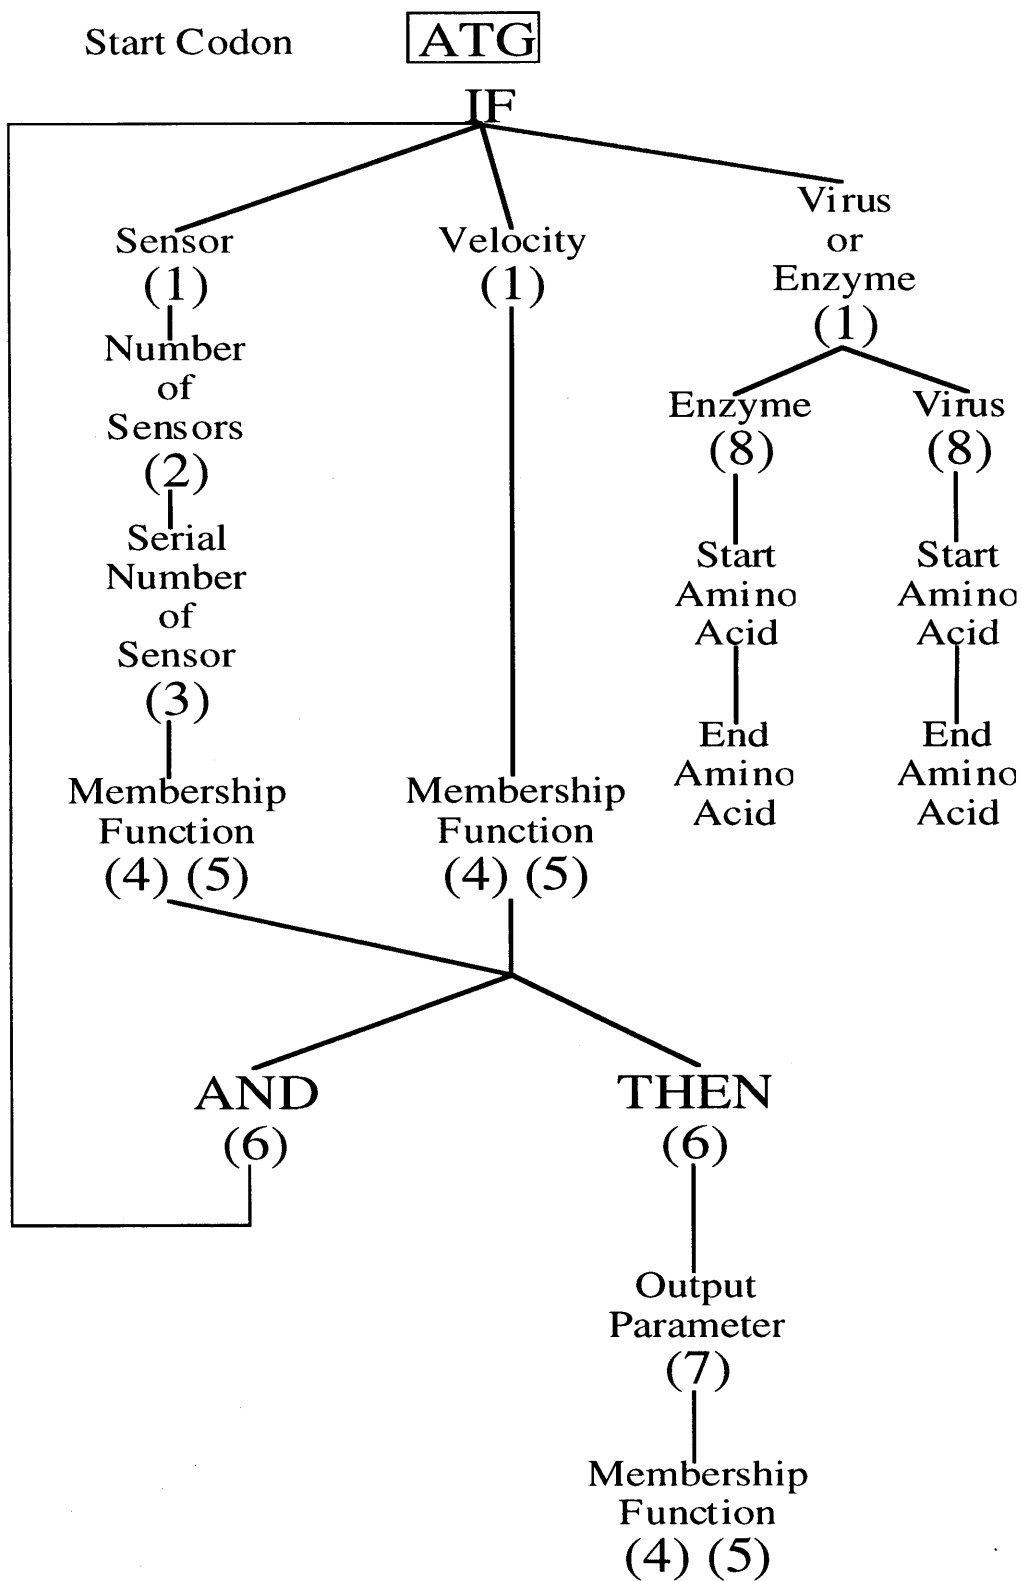 Start Codon ATG
IF
Sensor
(1)
Number
of
Sensors
(2)
Serial
Number
of
Sensor
(3)
Membership
Function
(4) (5)
Velocity
(1)
Membership
Function
(4) (5)
Virus
or
Enzyme
(1)
Enzyme
(8)
Start
Amino
Acid
End
Amino
Acid
Virus
(8)
Start
Amino
Acid
End
Amino
Acid
AND
(6)
THEN
(6)
Output
Parameter
(7)
Membership
Function
(4) (5)